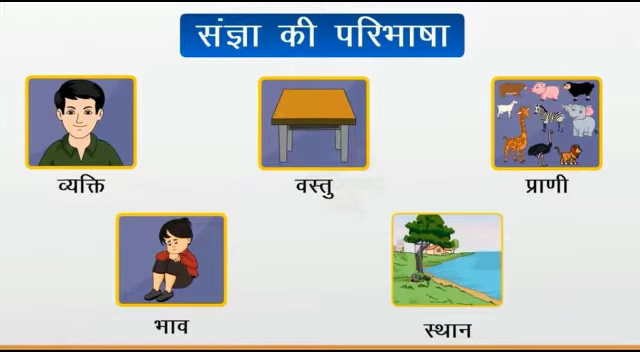 संज्ञा की परिभाषा
व्यक्ति
वस्तु
प्राणी
भाव
स्थान